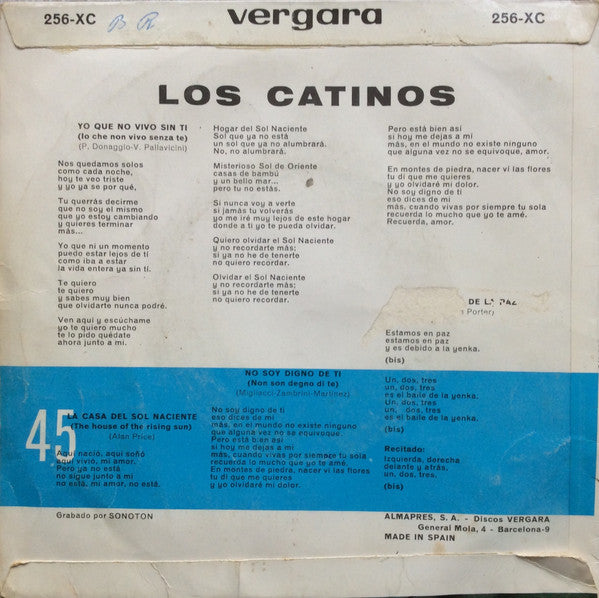 256-XC
B R
vergara
256-XC
LOS CATINOS
YO QUE NO VIVO SIN TI
(Io che non vivo senza te)
(P. Donaggio-V. Pallavicini)
Nos quedamos solos
como cada noche,
hoy te veo triste
y yo ya se por qué,
Tu querrás decirme
que no soy el mismo
que yo estoy cambiando
y quieres terminar
más...
Yo que ni un momento
puedo estar lejos de tí
como iba a estar
la vida entera ya sin tí.
Te quiero
te quiero
y sabes muy bien
que olvidarte nunca podré.
Ven aquí y escúchame
yo te quiero mucho
te lo pido quédate
ahora junto a mi.
45
LA CASA DEL SOL NACIENTE
(The house of the rising sun)
(Alan Price)
Aquí nació, aquí soñó
aquí vivió, mi amor.
Pero ya no está
no sigue junto a mí
no está, mi amor, no está.
Hogar del Sol Naciente
Sol que ya no está
un sol que ya no alumbrará.
No, no alumbrará.
Misterioso Sol de Oriente
casas de bambú
y un bello mar...
pero tu no estás.
Si nunca voy a verte
si jamás tu volverás
yo me iré muy lejos de este hogar
donde a ti yo te pueda olvidar.
Quiero olvidar el Sol Naciente
y no recordarte más;
si ya no he de tenerte
no quiero recordar.
Olvidar el Sol Naciente
y no recordarte más;
si ya no he de tenerte
no quiero recordar.
NO SOY DIGNO DE TI
(Non son degno di te)
(Migliacci-Zambrini-Martinez)
No soy digno de ti
eso dices de mi
más, en el mundo no existe ninguno
que alguna vez no se equivoque.
Pero está bien así
si hoy me dejas a mí
más, cuando vivas por siempre tu sola
recuerda lo mucho que yo te amé.
En montes de piedra, nacer ví las flores
tu dí que me quieres
y yo olvidaré mi dolor.
Pero está bien así
si hoy me dejas a mí
más, en el mundo no existe ninguno
que alguna vez no se equivoque, amor.
En montes de piedra, nacer ví las flores
tu dí que me quieres
y yo olvidaré mi dolor.
No soy digno de ti
eso dices de mi
más, cuando vivas por siempre tu sola
recuerda lo mucho que yo te amé.
Recuerda, amor.
DE LA PAZ
Porter)
Estamos en paz
estamos en paz
y es debido a la yenka.
(bis)
Un, dos, tres
un, dos, tres
es el baile de la yenka.
Un, dos, tres
un, dos, tres
es el baile de la yenka.
(bis)
Recitado:
Izquierda, derecha
delante y atrás,
un, dos, tres,
(bis)
Grabado por SONOTON
ALMAPRES, S. A. - Discos VERGARA
General Mola, 4 - Barcelona-9
MADE IN SPAIN